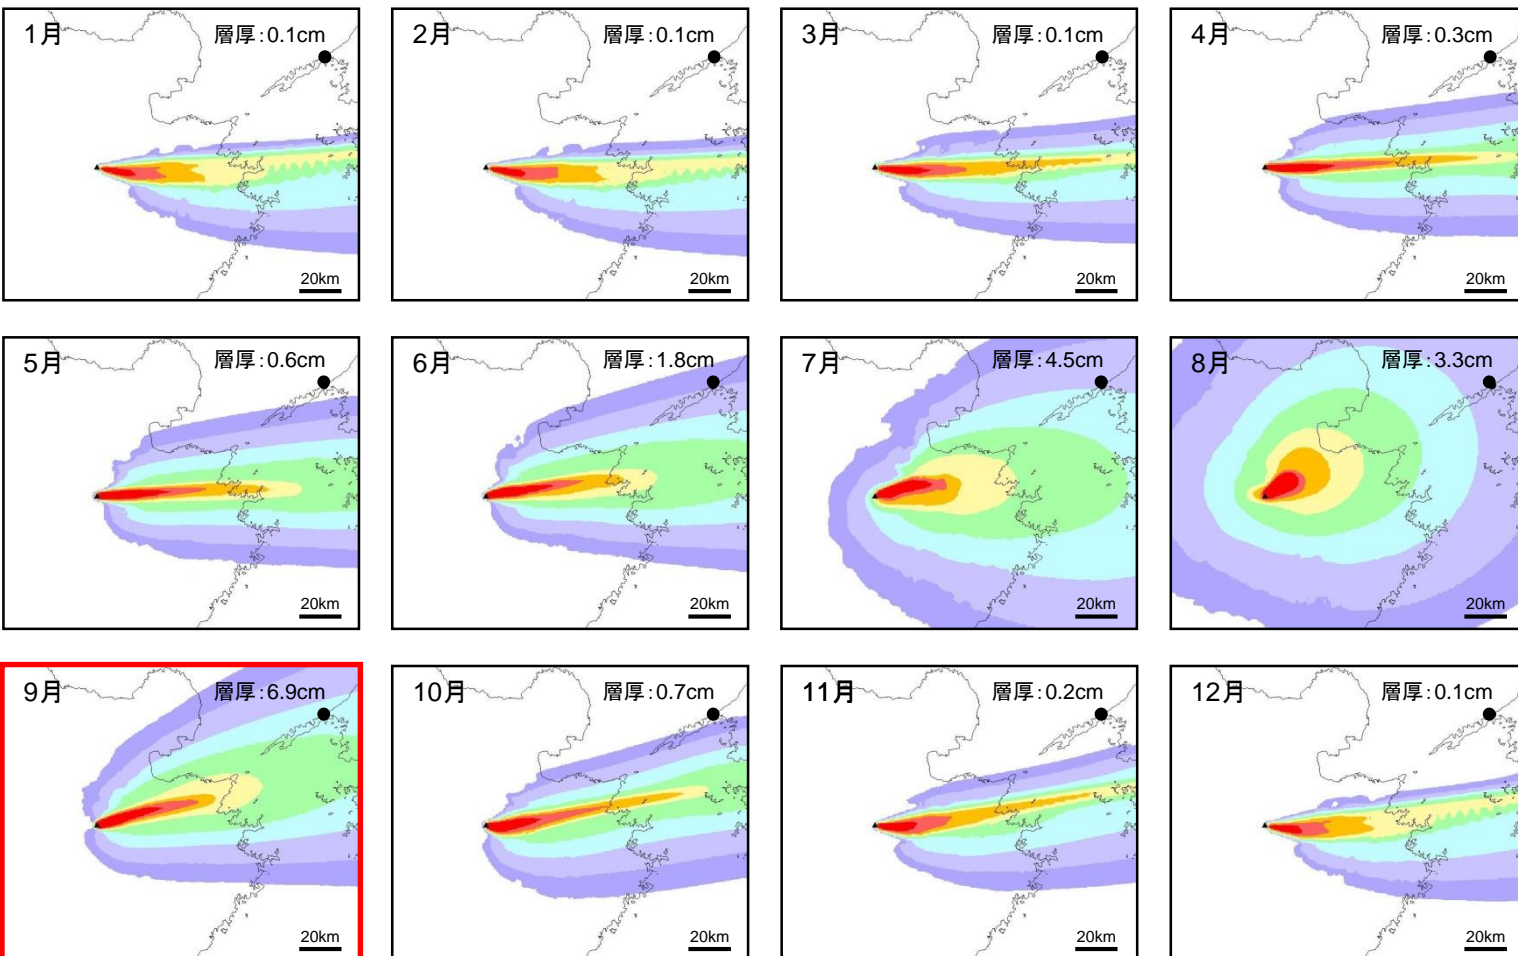 1月 層厚:0.1cm
20km
2月 層厚:0.1cm
20km
3月 層厚:0.1cm
20km
4月 層厚:0.3cm
20km
5月 層厚:0.6cm
20km
6月 層厚:1.8cm
20km
7月 層厚:4.5cm
20km
8月 層厚:3.3cm
20km
9月 層厚:6.9cm
20km
10月 層厚:0.7cm
20km
11月 層厚:0.2cm
20km
12月 層厚:0.1cm
20km